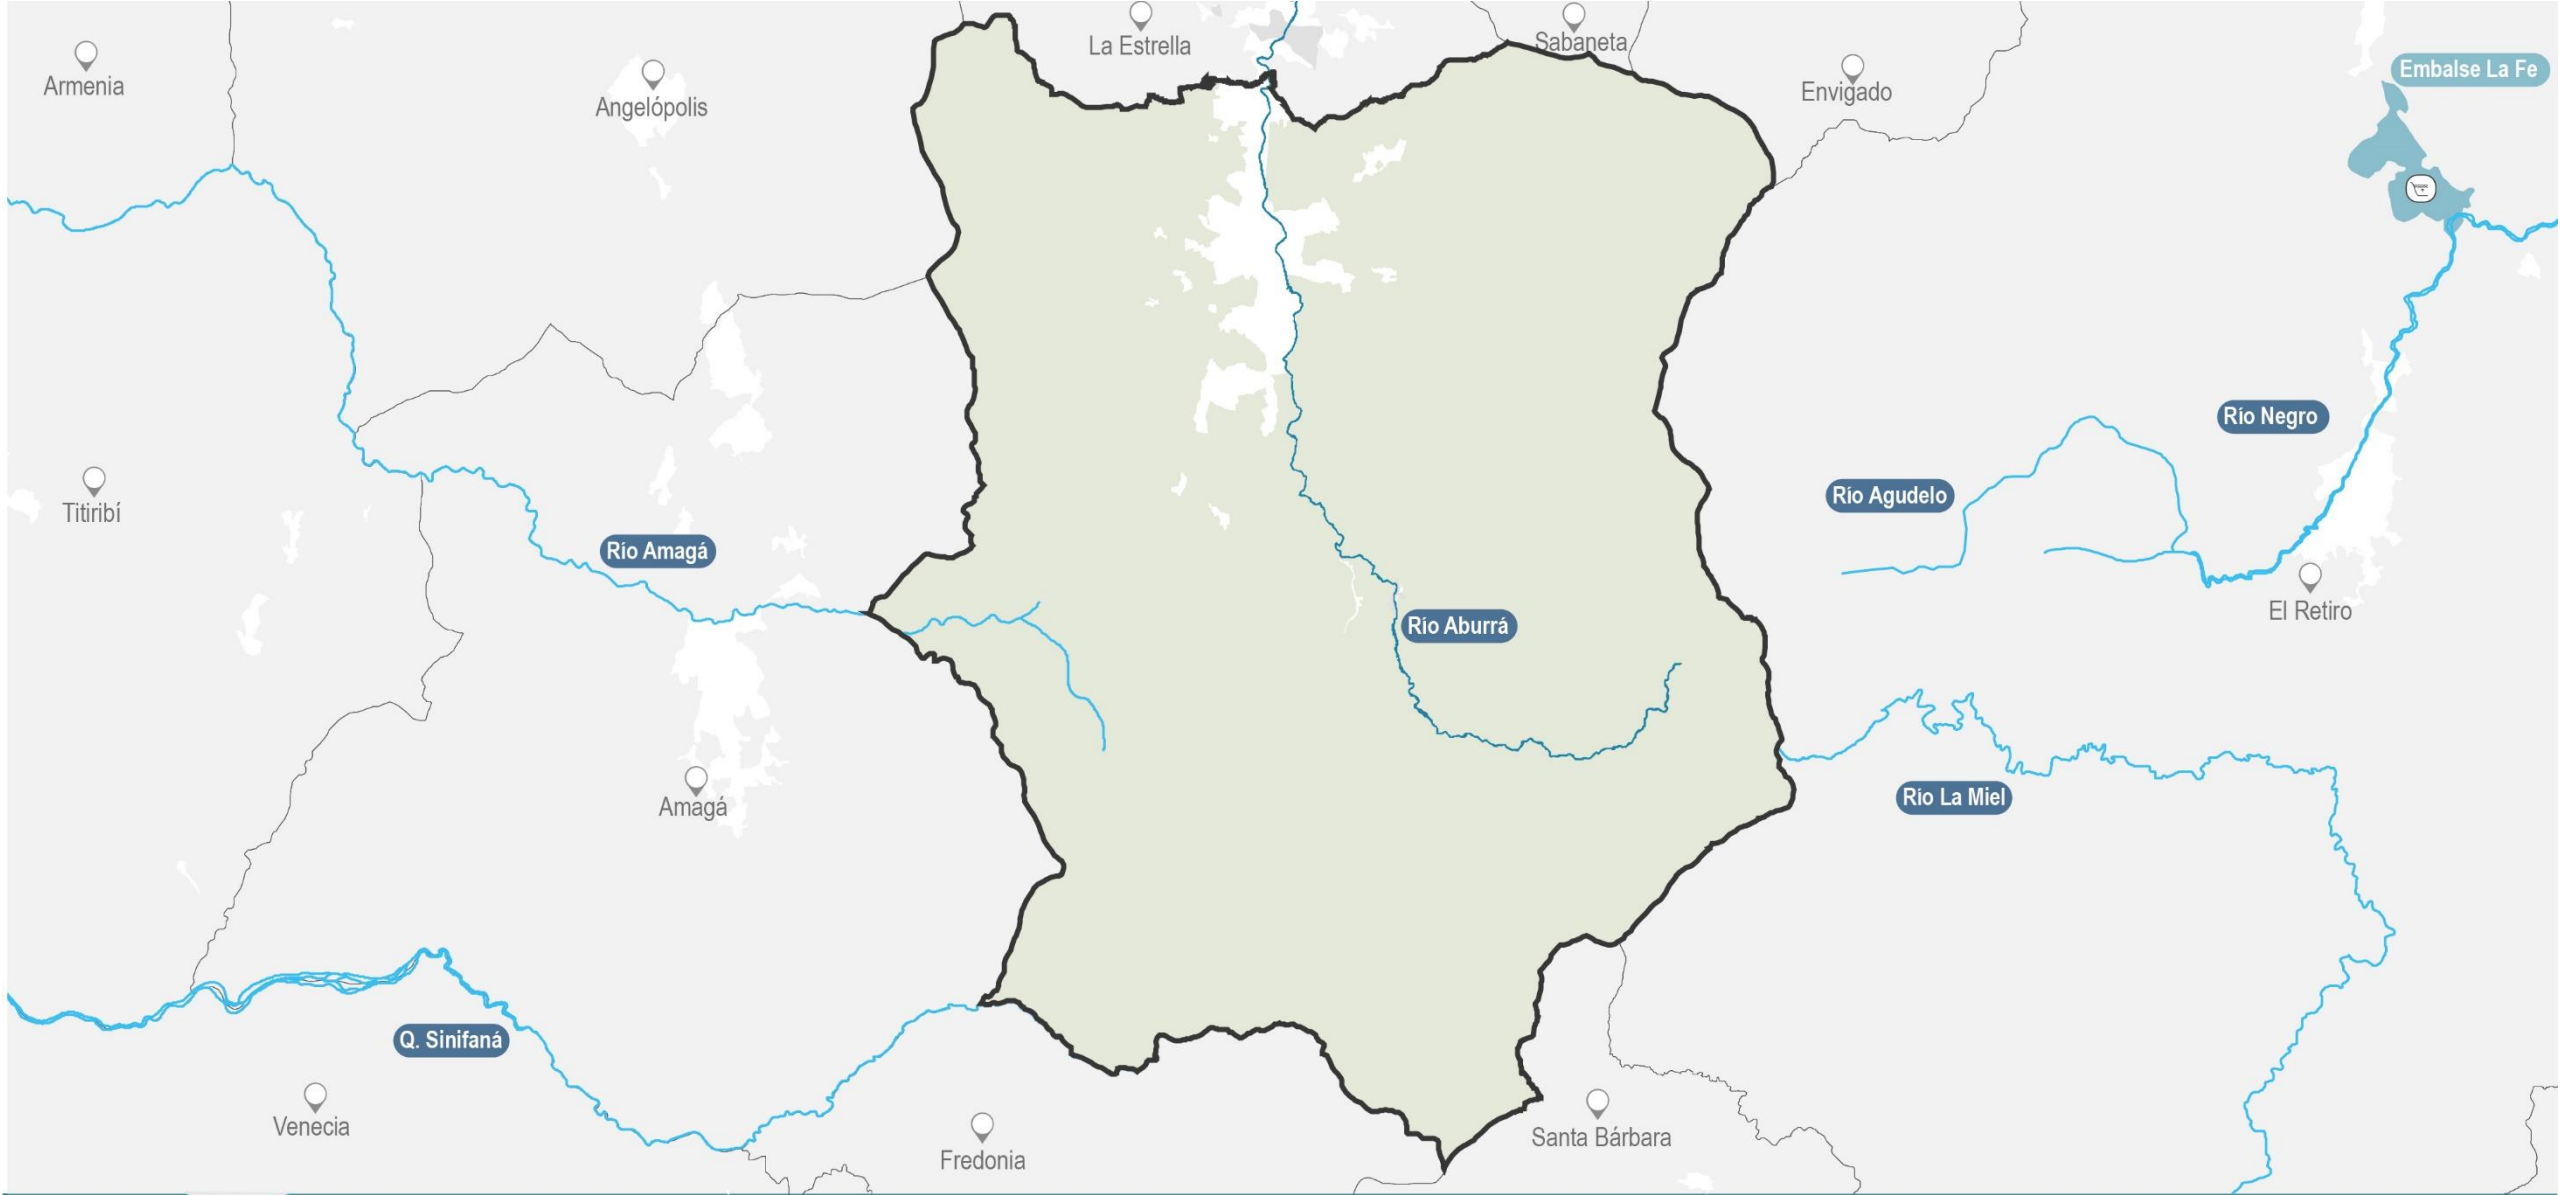 La Estrella
Sabaneta
Armenia
Angelópolis
Envigado
Embalse La Fe
Río Negro
Río Agudelo
Titiribí
Río Amagá
El Retiro
Río Aburrá
Amagá
Río La Miel
Q. Sinifaná
Venecia
Fredonia
Santa Bárbara